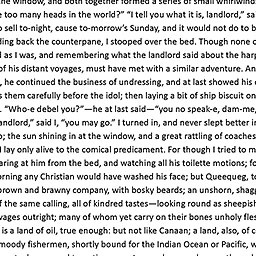 the window, and both together formed a series of small whirlwind
e too many heads in the world?" "I tell you what it is, landlord," sa
o sell to-night, cause to-morrow's Sunday, and it would not do to b
ding back the counterpane, I stooped over the bed. Though none o
l as I was, and remembering what the landlord said about the harp
of his distant voyages, must have met with a similar adventure. An
, he continued the business of undressing, and at last showed his c
s them carefully before the idol; then laying a bit of ship biscuit on
. "Who-e debel you?"—he at last said—"you no speak-e, dam-me,
andlord," said I, "you may go." I turned in, and never slept better i
o; the sun shining in at the window, and a great rattling of coaches
I lay only alive to the comical predicament. For though I tried to m
aring at him from the bed, and watching all his toilette motions; fo
orning any Christian would have washed his face; but Queequeg, to
brown and brawny company, with bosky beards; an unshorn, shagg
f the same calling, all of kindred tastes—looking round as sheepish
vages outright; many of whom yet carry on their bones unholy fles
is a land of oil, true enough: but not like Canaan; a land, also, of c
moody fishermen, shortly bound for the Indian Ocean or Pacific, w